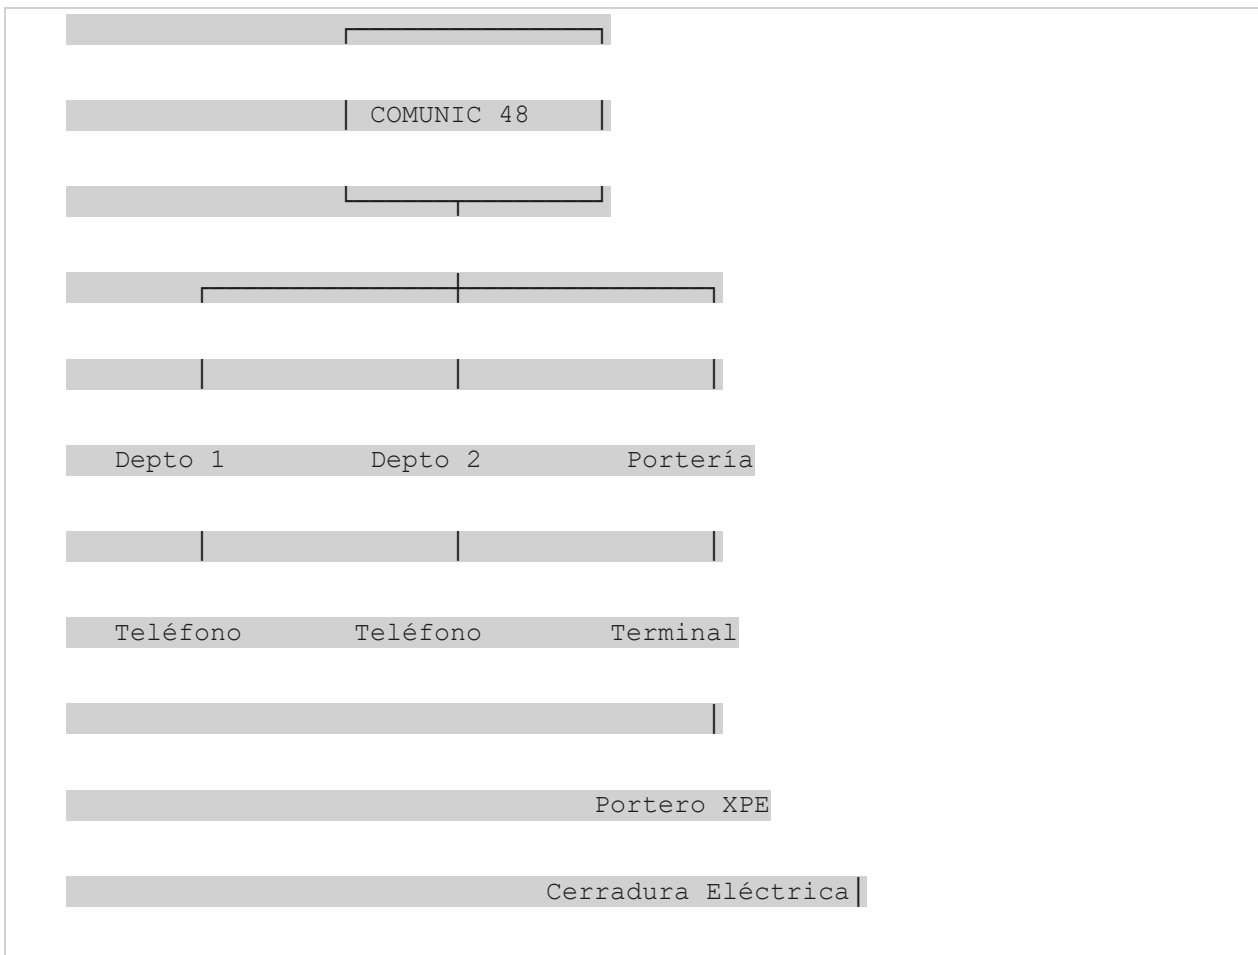 COMUNIC 48
Depto 1 Depto 2 Portería
Teléfono Teléfono Terminal
Portero XPE
Cerradura Eléctrica